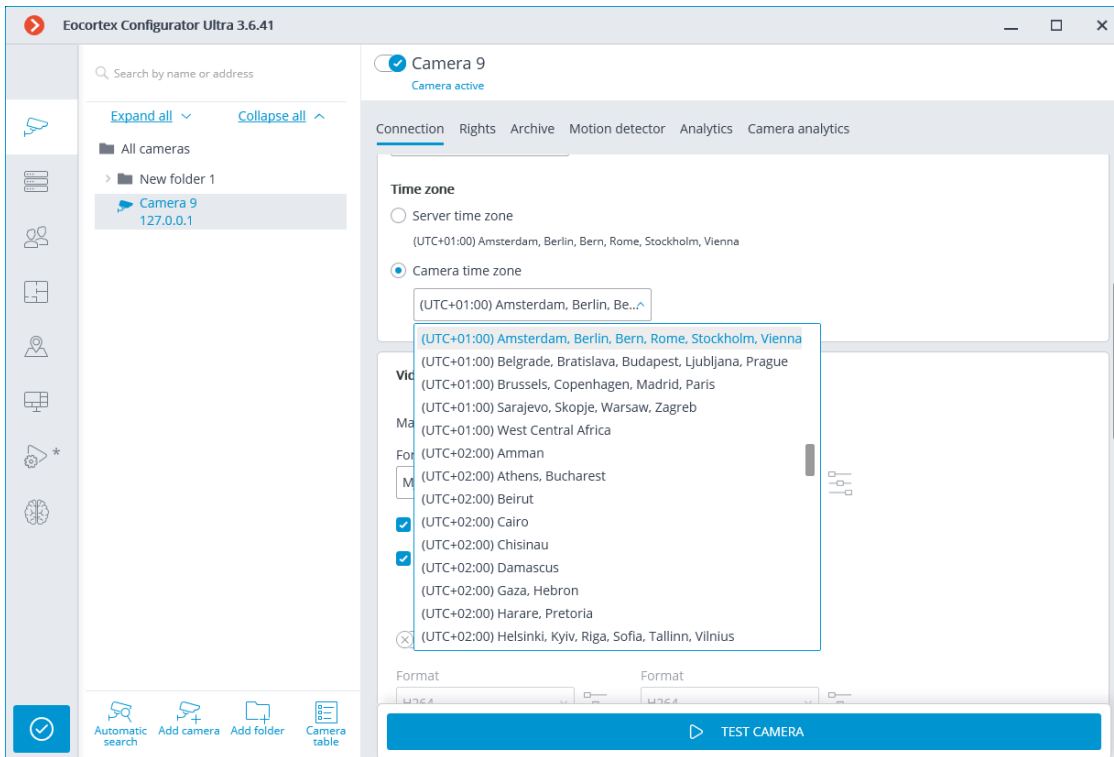 Eocortex Configurator Ultra 3.6.41
Search by name or address
Expand all
Collapse all
All cameras
New folder 1
Camera 9
127.0.0.1
Automatic search
Add camera
Add folder
Camera table
Camera 9
Camera active
Connection Rights Archive Motion detector Analytics Camera analytics
Time zone
Server time zone
(UTC+01:00) Amsterdam, Berlin, Bern, Rome, Stockholm, Vienna
Camera time zone
(UTC+01:00) Amsterdam, Berlin, Be...
(UTC+01:00) Amsterdam, Berlin, Bern, Rome, Stockholm, Vienna
(UTC+01:00) Belgrade, Bratislava, Budapest, Ljubljana, Prague
(UTC+01:00) Brussels, Copenhagen, Madrid, Paris
(UTC+01:00) Sarajevo, Skopje, Warsaw, Zagreb
(UTC+01:00) West Central Africa
(UTC+02:00) Amman
(UTC+02:00) Athens, Bucharest
(UTC+02:00) Beirut
(UTC+02:00) Cairo
(UTC+02:00) Chisinau
(UTC+02:00) Damascus
(UTC+02:00) Gaza, Hebron
(UTC+02:00) Harare, Pretoria
(UTC+02:00) Helsinki, Kyiv, Riga, Sofia, Tallinn, Vilnius
Format Format
H264 H264
TEST CAMERA